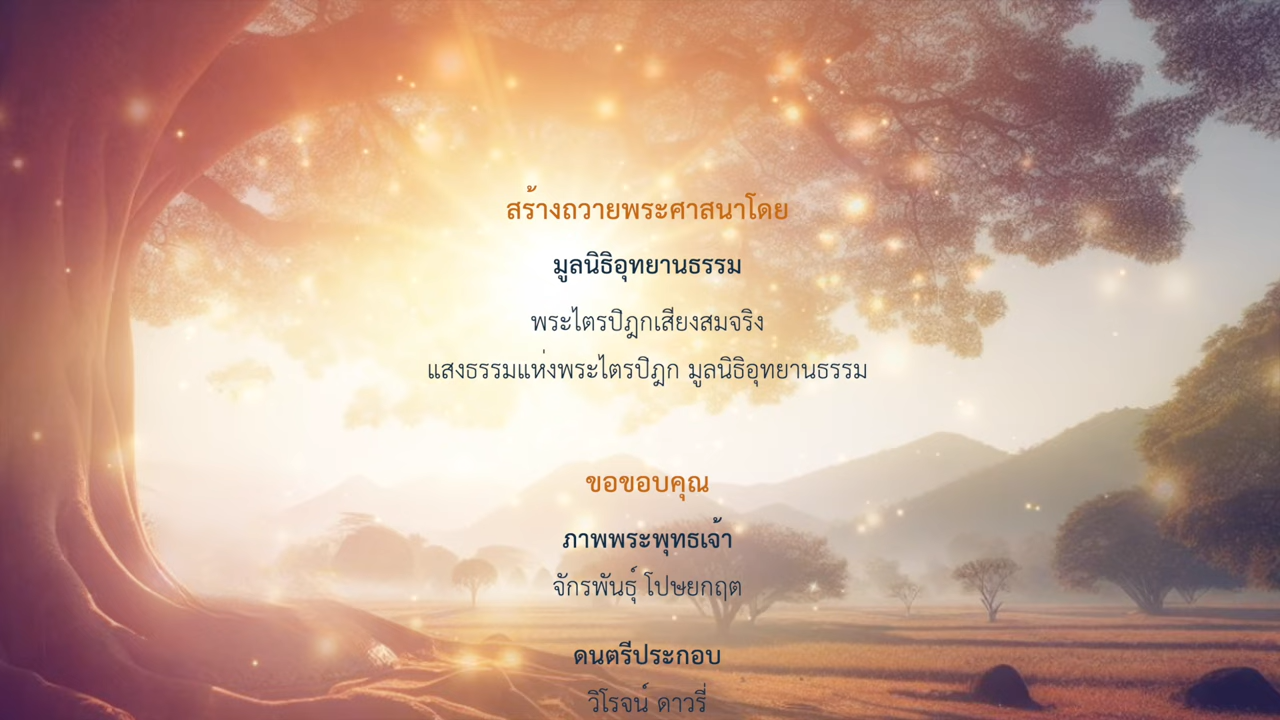 สร้างถวายพระศาสนาโดย
มูลนิธิอุทยานธรรม
พระไตรปิฎกเสียงสมจริง
แสงธรรมแห่งพระไตรปิฎก มูลนิธิอุทยานธรรม
ขอขอบคุณ
ภาพพระพุทธเจ้า
จักรพันธุ์ โปษยกฤต
ดนตรีประกอบ
วิโรจน์ ดาวรี่